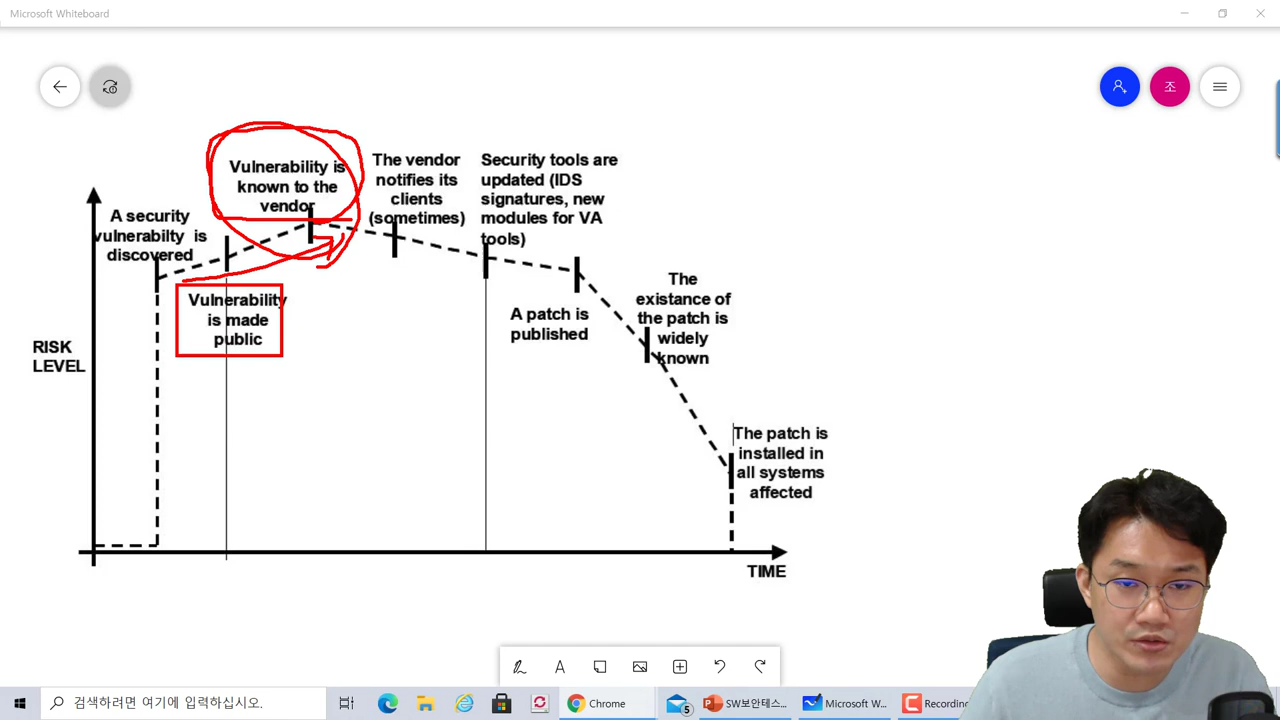 Microsoft Whiteboard
조
Vulnerability is
known to the
vendor
The vendor
notifies its
clients
(sometimes)
Security tools are
updated (IDS
signatures, new
modules for VA
tools)
A security
vulnerabilty is
discovered
Vulnerability
is made
public
A patch is
published
The
existance of
the patch is
widely
known
RISK
LEVEL
The patch is
installed in
all systems
affected
TIME
A
검색하려면 여기에 입력하십시오.
Chrome
5
SW보안테스...
Microsoft W...
Recording